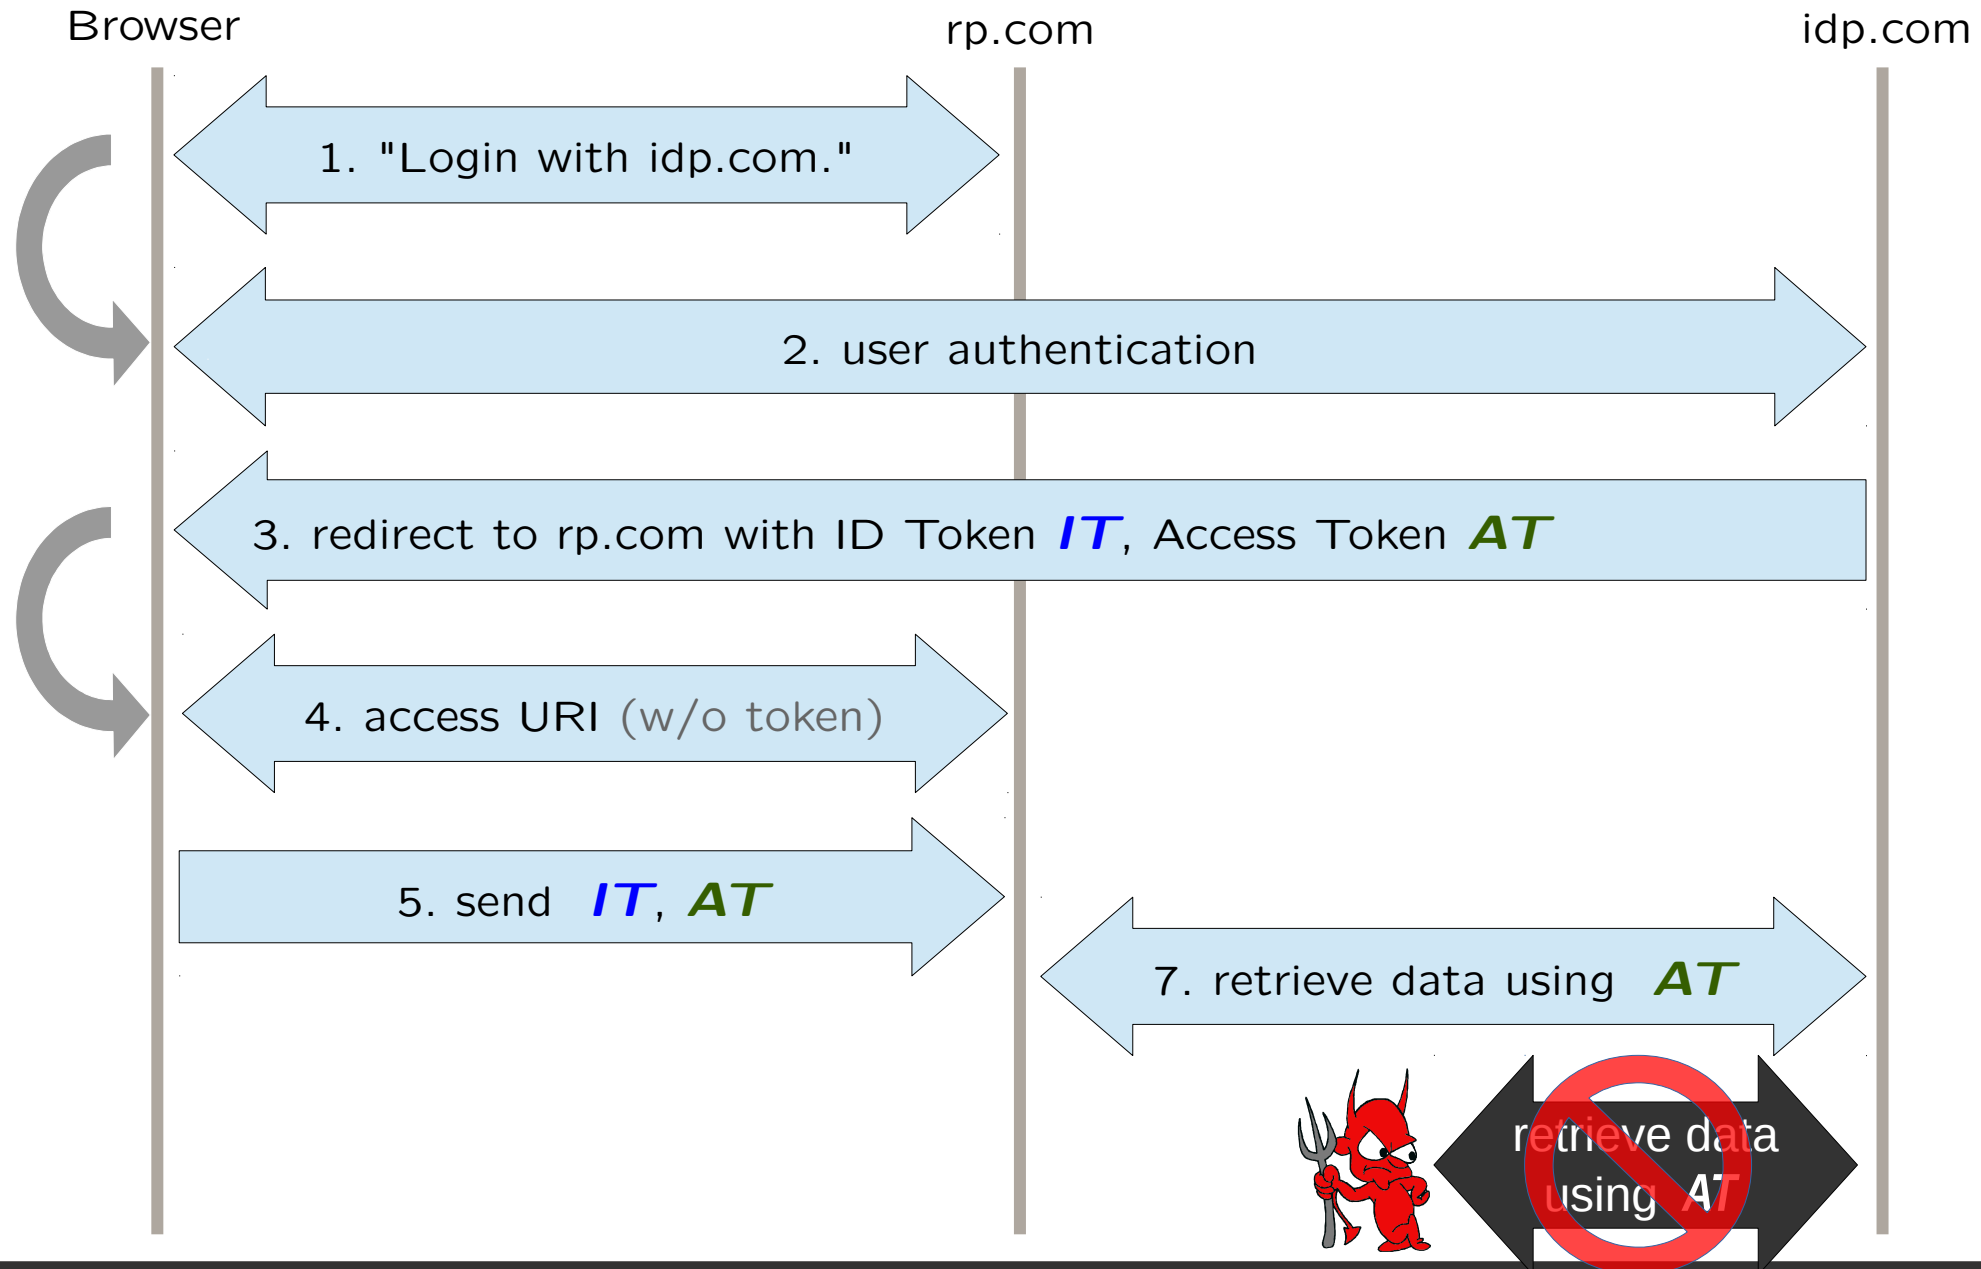 Browser
rp.com
idp.com
1. "Login with idp.com."
2. user authentication
3. redirect to rp.com with ID Token IT, Access Token AT
4. access URI (w/o token)
5. send IT, AT
7. retrieve data using AT
retrieve data
using AT